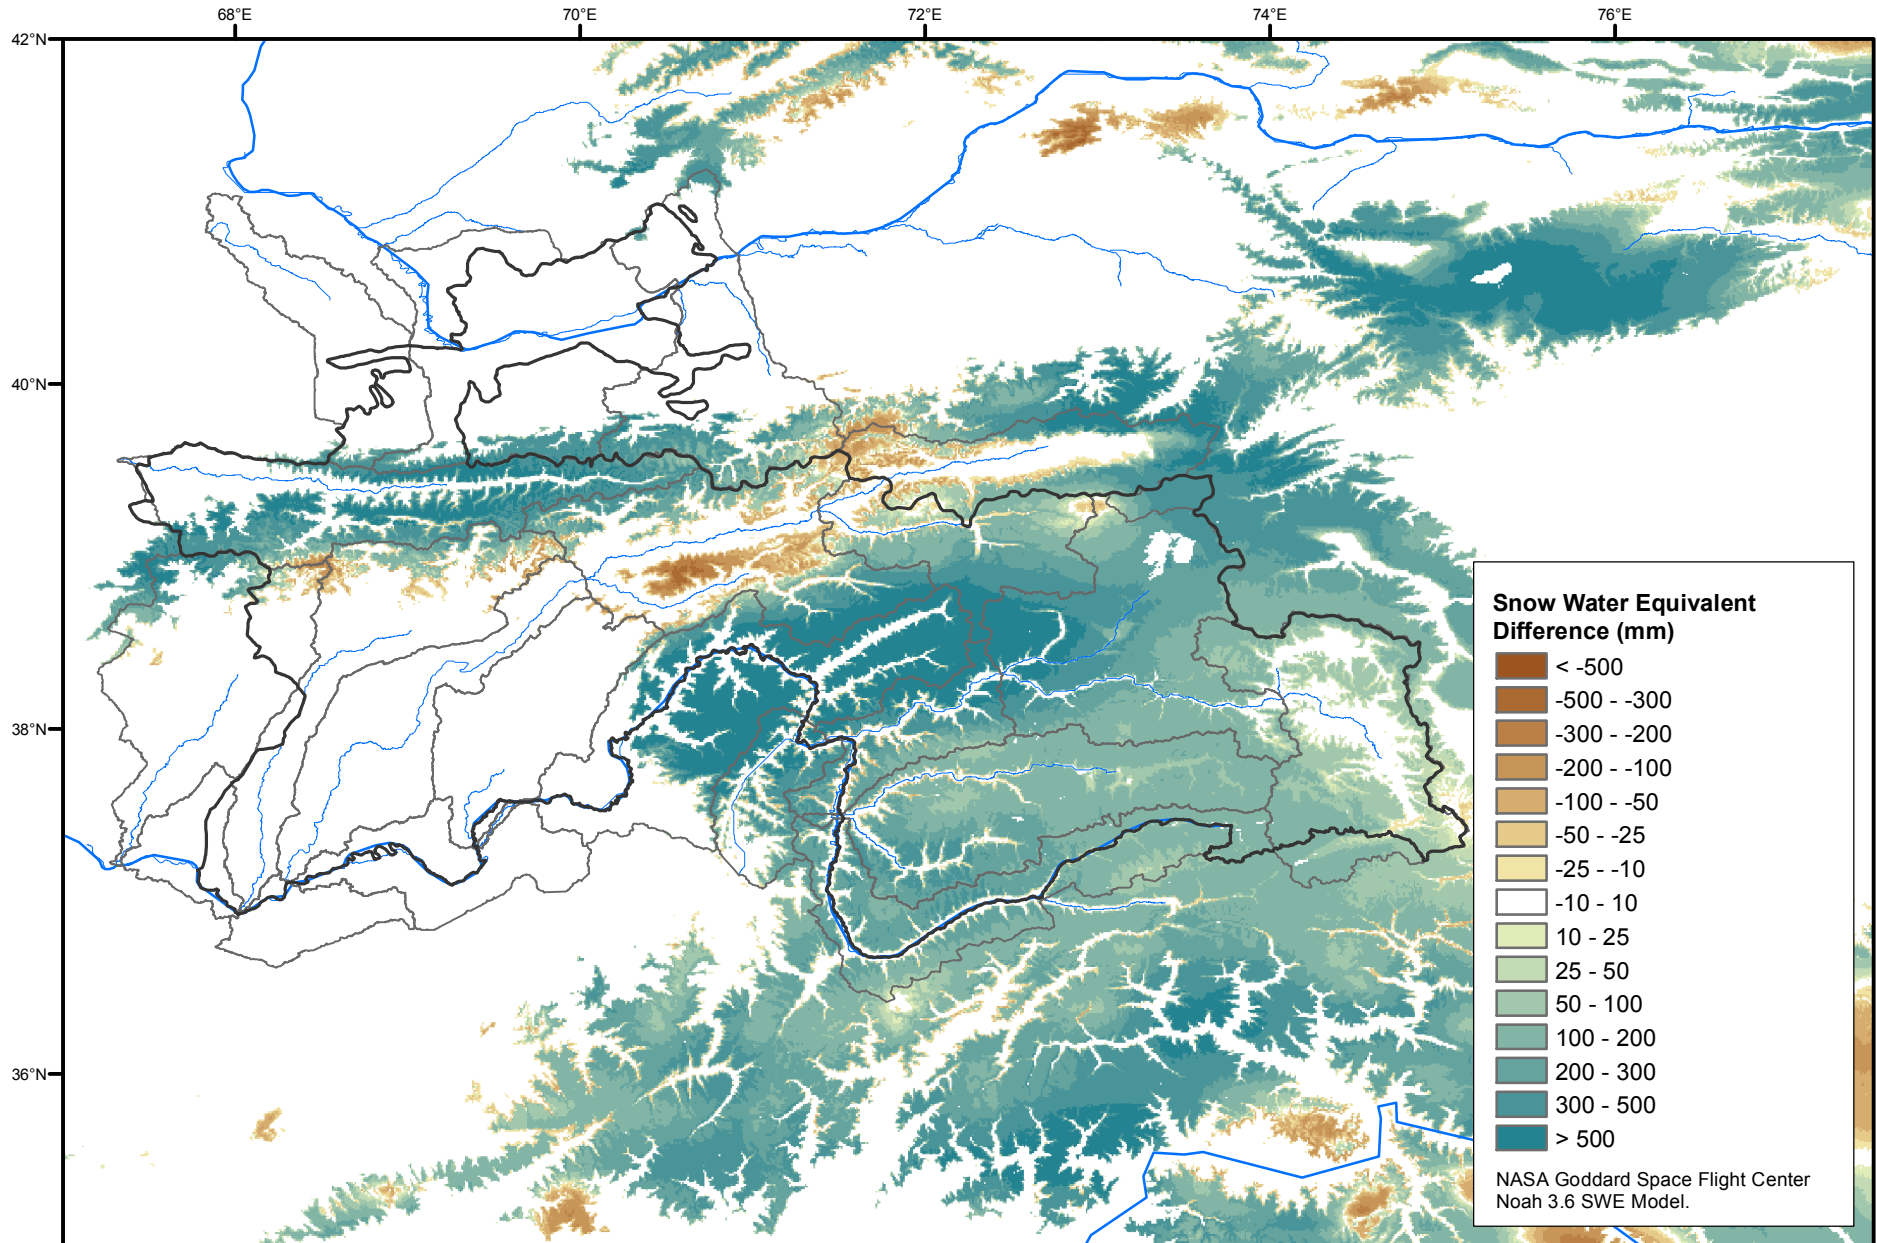 68°E
70°E
72°E
74°E
76°E
42°N
40°N
38°N
36°N
Snow Water Equivalent
Difference (mm)
< -500
-500 - -300
-300 - -200
-200 - -100
-100 - -50
-50 - -25
-25 - -10
-10 - 10
10 - 25
25 - 50
50 - 100
100 - 200
200 - 300
300 - 500
> 500
NASA Goddard Space Flight Center
Noah 3.6 SWE Model.